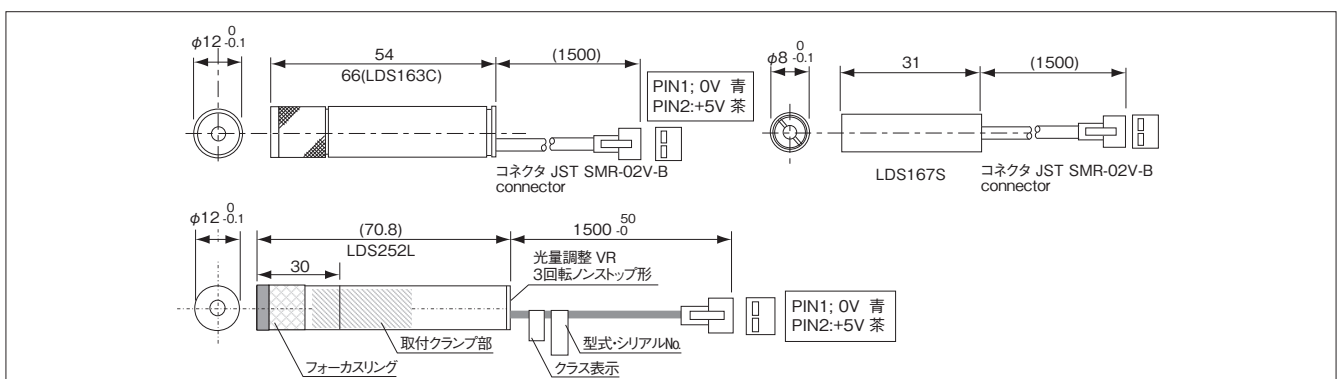 φ12 0 -0.1
54
66(LDS163C)
(1500)
PIN1; 0V 青
PIN2:+5V 茶
コネクタ JST SMR-02V-B
connector
φ8 0 -0.1
31
(1500)
LDS167S
コネクタ JST SMR-02V-B
connector
φ12 0 -0.1
(70.8)
LDS252L
1500 50 -0
30
光量調整 VR
3回転ノンストップ形
取付クランプ部
フォーカスリング
型式・シリアルNo.
クラス表示
PIN1; 0V 青
PIN2:+5V 茶